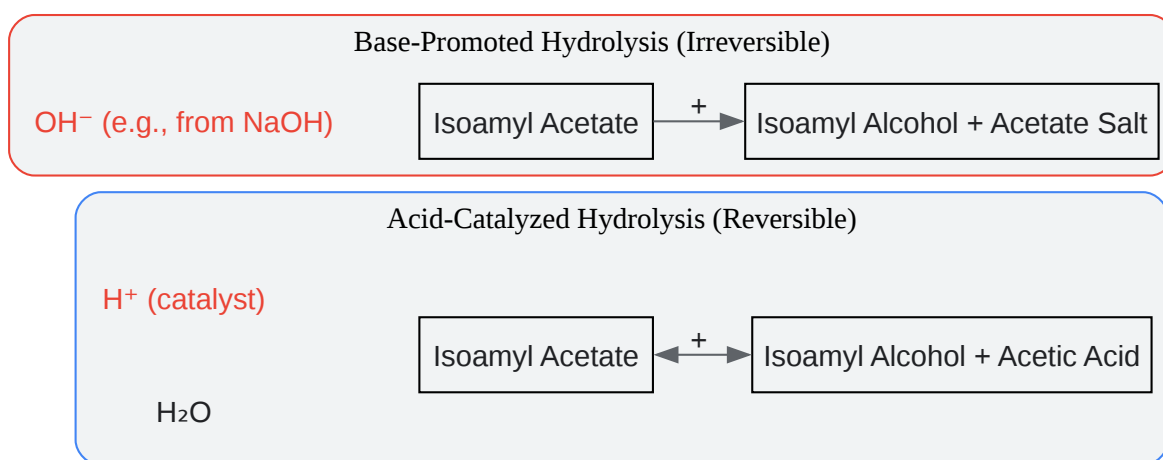 Base-Promoted Hydrolysis (Irreversible)
OH⁻ (e.g., from NaOH)
Isoamyl Acetate
+
Isoamyl Alcohol + Acetate Salt
Acid-Catalyzed Hydrolysis (Reversible)
H⁺ (catalyst)
Isoamyl Acetate
+
Isoamyl Alcohol + Acetic Acid
H₂O